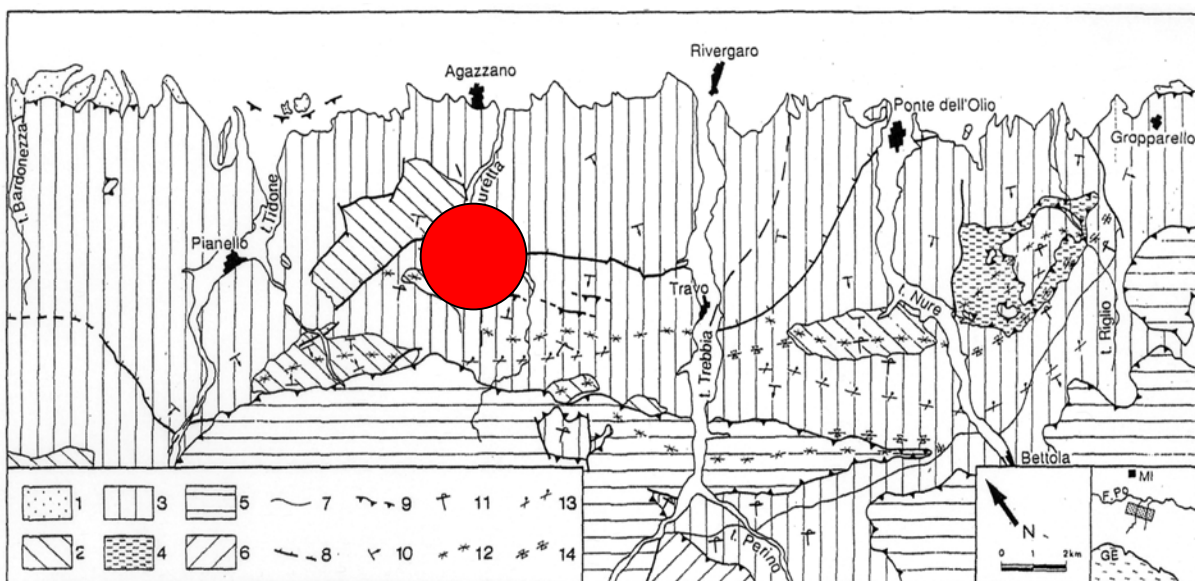 Rivergaro
Agazzano
Ponte dell'Olio
Gropparello
t. Bardonezza
t. Tidone
uretta
Pianello
Travo
t. Nure
t. Riglio
t. Trebbia
Bettola
t. Perino
1 3 5 7 9 11 13
2 4 6 8 10 12 14
N
0 1 2km
MI
F. PO
GE